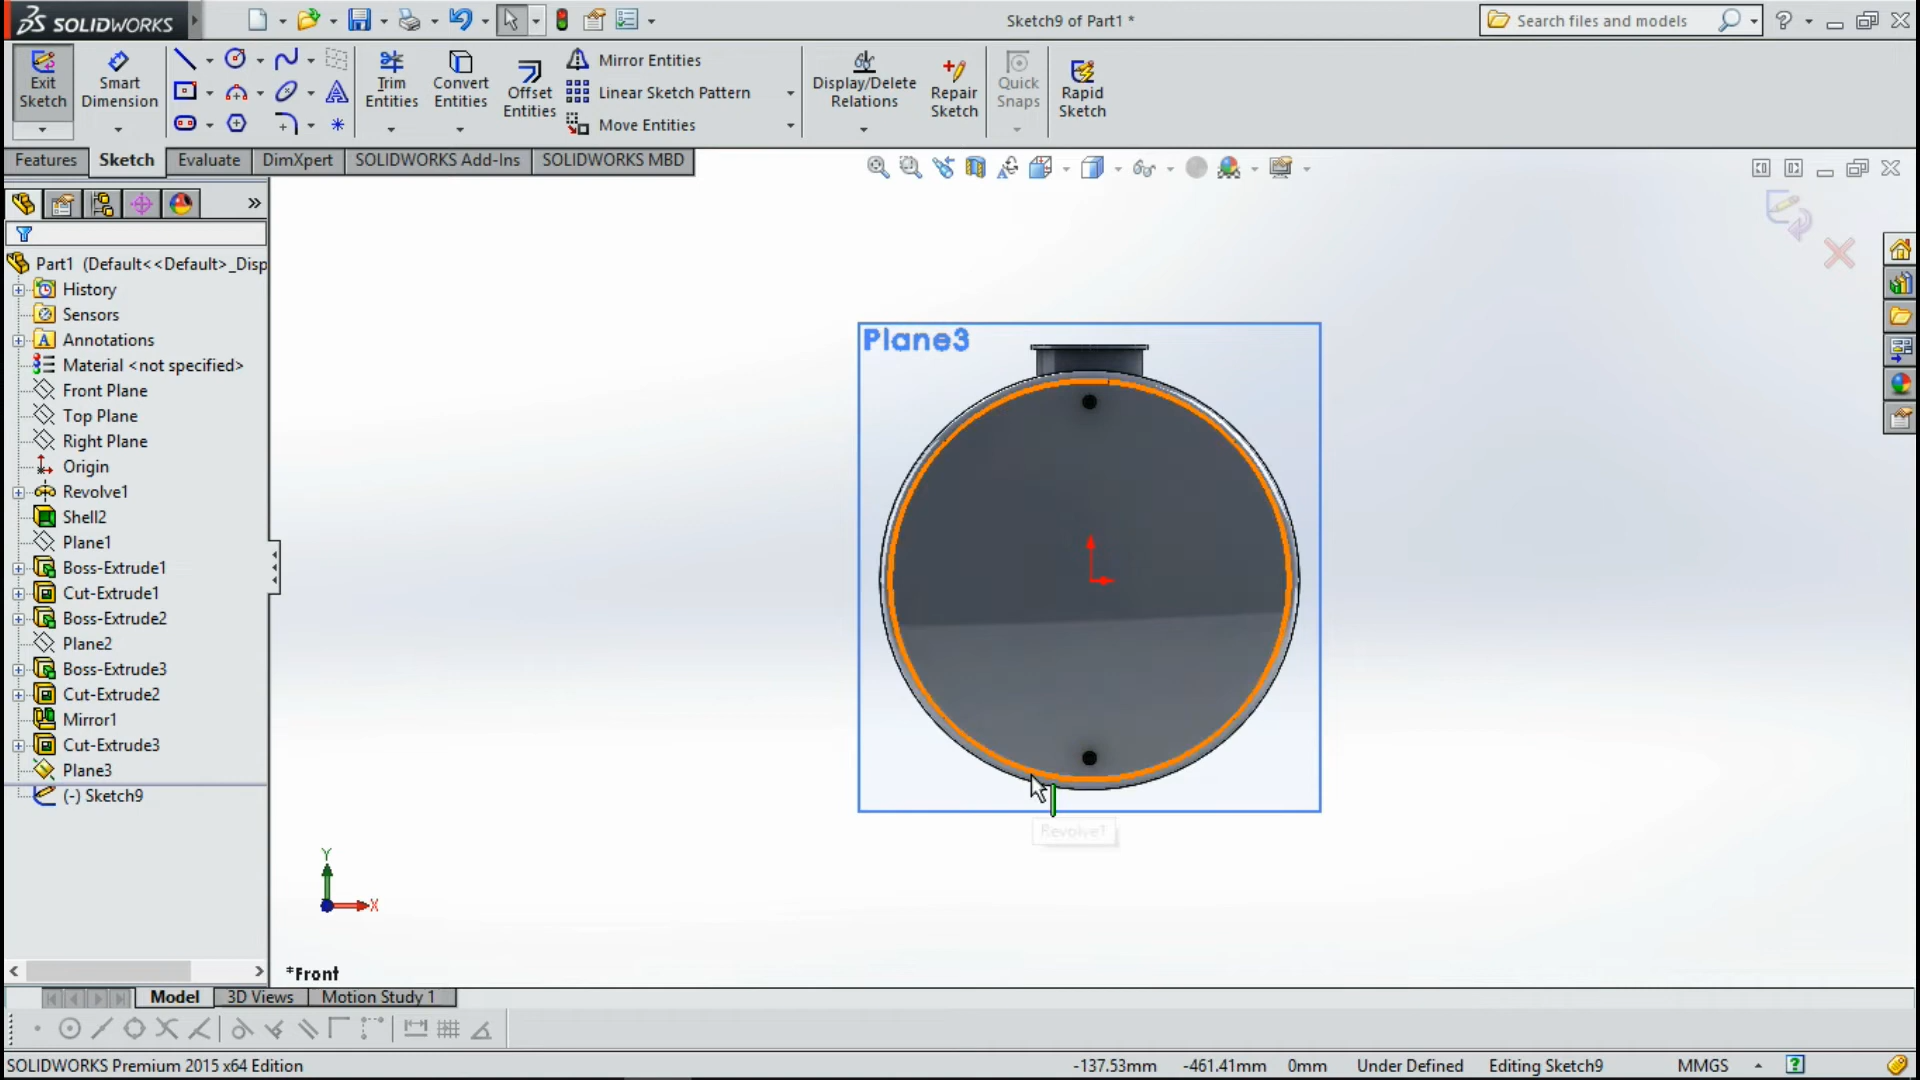 SOLIDWORKS
Sketch9 of Part1 *
Search files and models
Exit Sketch
Smart Dimension
Trim Entities
Convert Entities
Offset Entities
Mirror Entities
Linear Sketch Pattern
Move Entities
Display/Delete Relations
Repair Sketch
Quick Snaps
Rapid Sketch
Features
Sketch
Evaluate
DimXpert
SOLIDWORKS Add-Ins
SOLIDWORKS MBD
Part1 (Default<<Default>_Disp
History
Sensors
Annotations
Material <not specified>
Front Plane
Top Plane
Right Plane
Origin
Revolve1
Shell2
Plane1
Boss-Extrude1
Cut-Extrude1
Boss-Extrude2
Plane2
Boss-Extrude3
Cut-Extrude2
Mirror1
Cut-Extrude3
Plane3
(-) Sketch9
Plane3
Revolve1
Y
X
*Front
Model
3D Views
Motion Study 1
SOLIDWORKS Premium 2015 x64 Edition
-137.53mm
-461.41mm
0mm
Under Defined
Editing Sketch9
MMGS